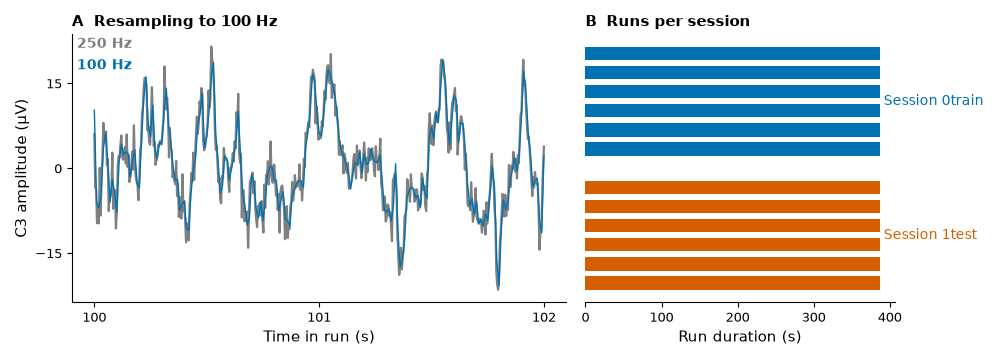 A Resampling to 100 Hz
250 Hz
100 Hz
15
0
−15
C3 amplitude (µV)
100
101
102
Time in run (s)
B Runs per session
Session 0train
Session 1test
0
100
200
300
400
Run duration (s)